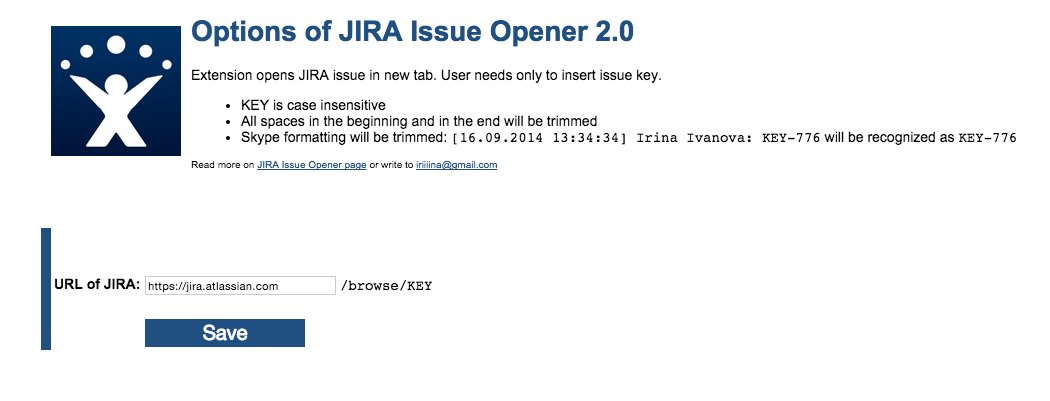 Options of JIRA Issue Opener 2.0
Extension opens JIRA issue in new tab. User needs only to insert issue key.
• KEY is case insensitive
• All spaces in the beginning and in the end will be trimmed
• Skype formatting will be trimmed: [16.09.2014 13:34:34] Irina Ivanova: KEY-776 will be recognized as KEY-776
Read more on JIRA Issue Opener page or write to iriiiina@gmail.com
URL of JIRA: https://jira.atlassian.com /browse/KEY
Save